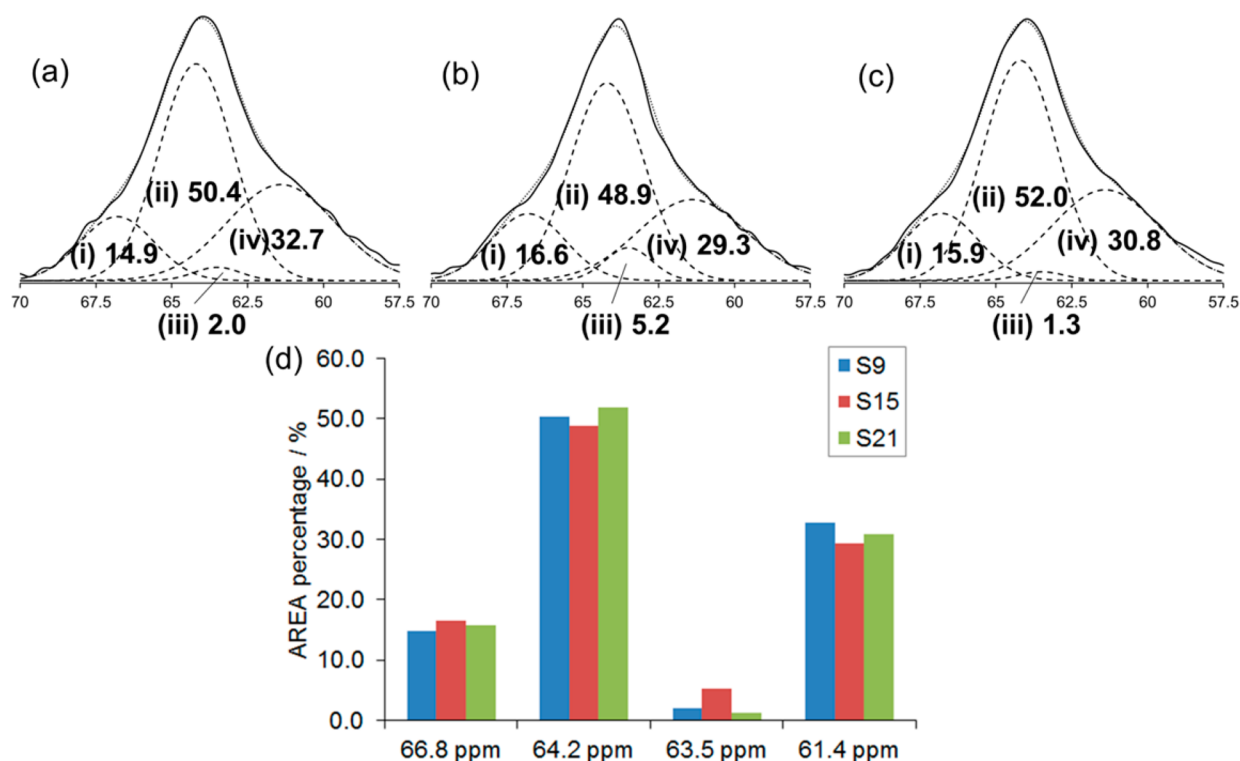 (a)
(ii) 50.4
(i) 14.9
(iv) 32.7
70 67.5 65 62.5 60 57.5
(iii) 2.0
(b)
(ii) 48.9
(i) 16.6
(iv) 29.3
70 67.5 65 62.5 60 57.5
(iii) 5.2
(c)
(ii) 52.0
(i) 15.9
(iv) 30.8
70 67.5 65 62.5 60 57.5
(iii) 1.3
(d)
AREA percentage / %
60.0
50.0
40.0
30.0
20.0
10.0
0.0
S9
S15
S21
66.8 ppm 64.2 ppm 63.5 ppm 61.4 ppm